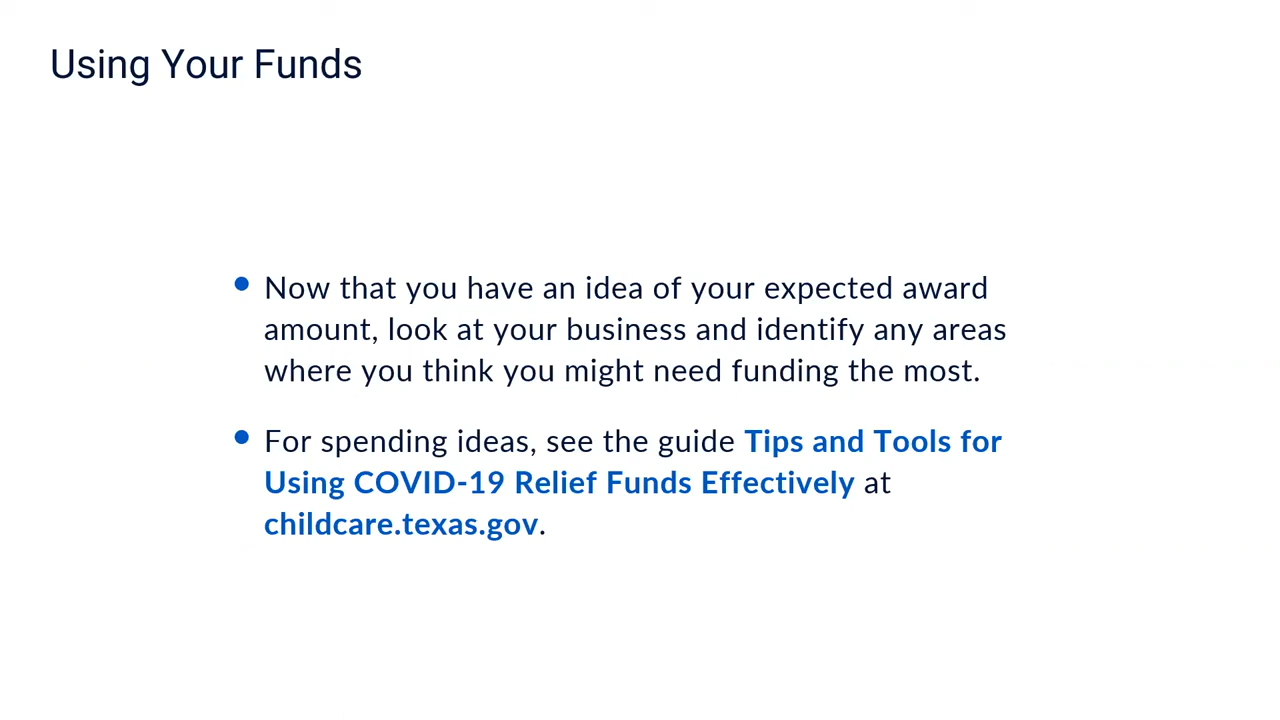 Using Your Funds
• Now that you have an idea of your expected award
amount, look at your business and identify any areas
where you think you might need funding the most.
• For spending ideas, see the guide Tips and Tools for
Using COVID-19 Relief Funds Effectively at
childcare.texas.gov.